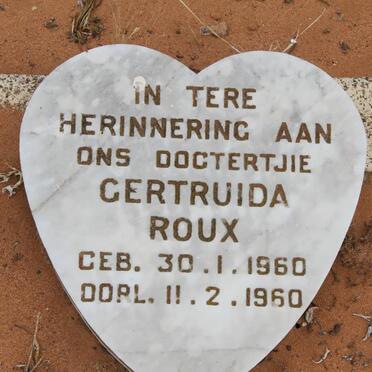 IN TERE
HERINNERING AAN
ONS DOCTERTJIE
GERTRUIDA
ROUX
GEB. 30.1.1960
OORL. 11.2.1960